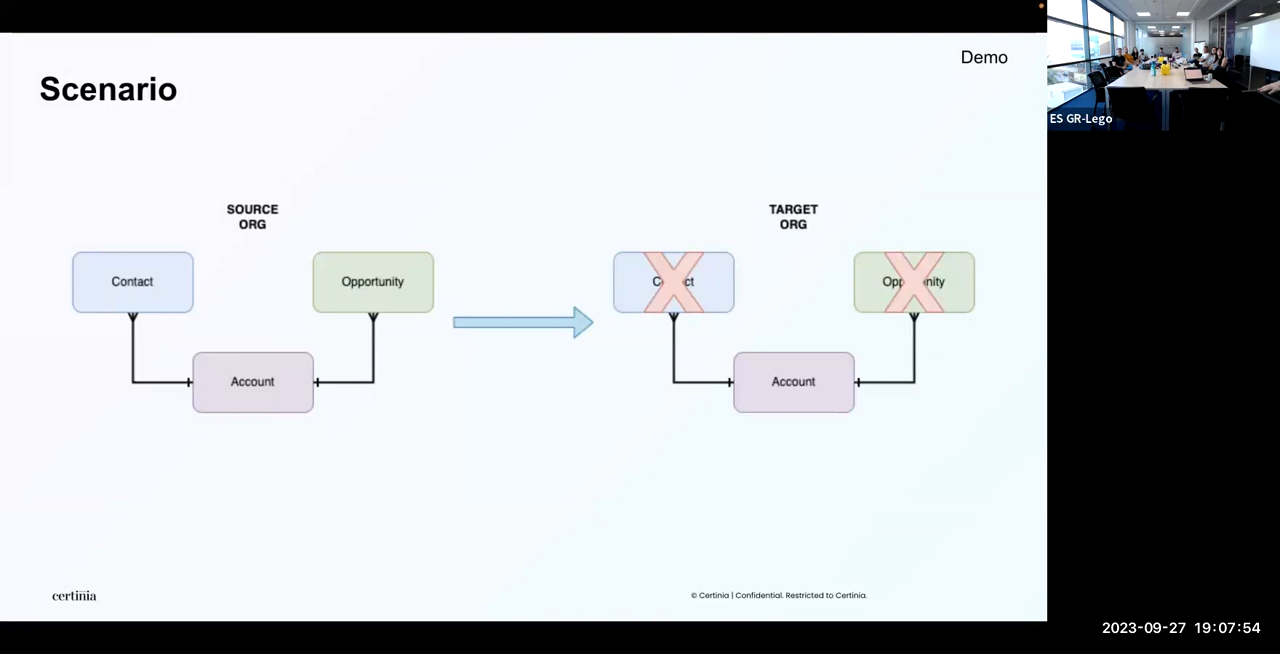 Demo
Scenario
ES GR-Lego
SOURCE
ORG
TARGET
ORG
Contact
Opportunity
Account
Account
certinia
© Certinia | Confidential. Restricted to Certinia.
2023-09-27 19:07:54